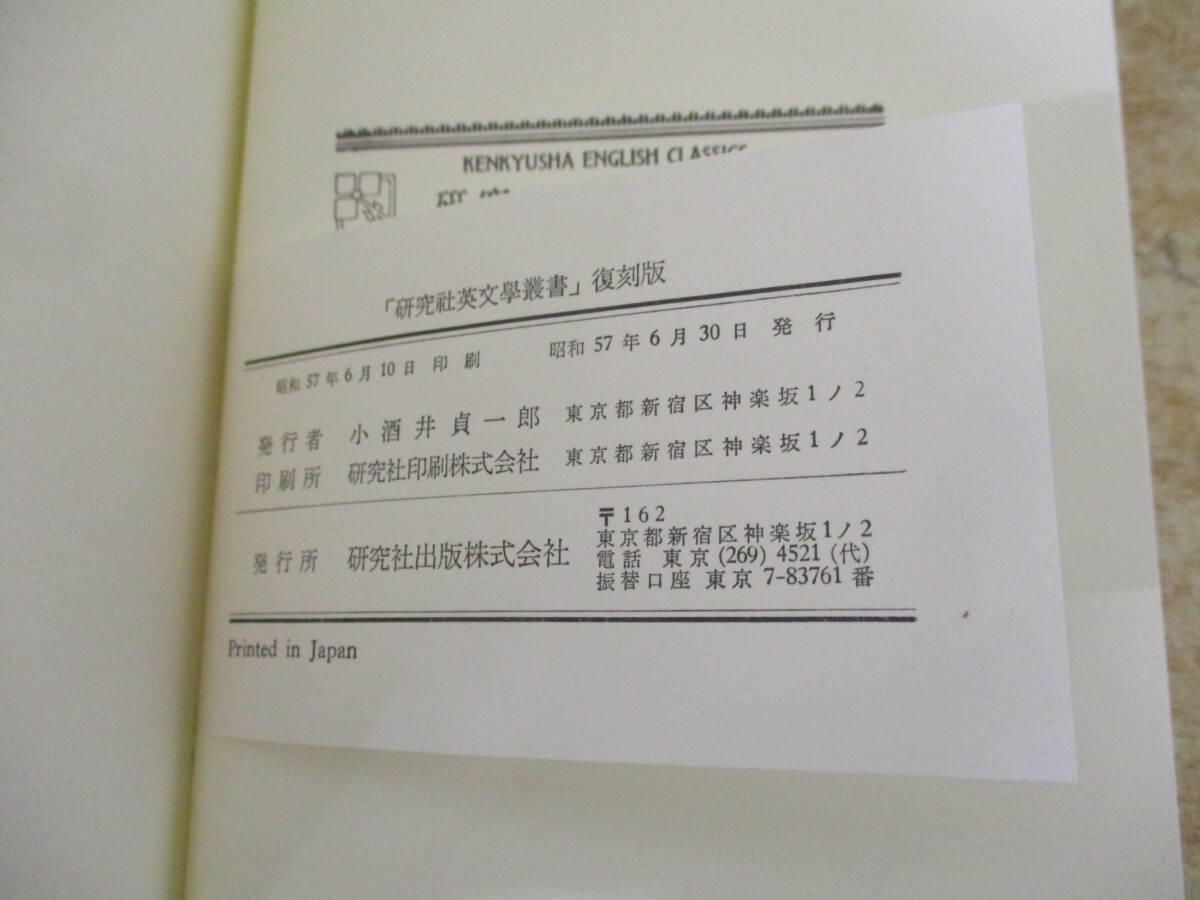 KENKYUSHA ENGLISH CLASSICS
「研究社英文學叢書」復刻版
昭和57年6月10日 印刷 昭和57年6月30日 発行
発行者 小酒井貞一郎 東京都新宿区神楽坂1ノ2
印刷所 研究社印刷株式会社 東京都新宿区神楽坂1ノ2
〒162
東京都新宿区神楽坂1ノ2
発行所 研究社出版株式会社 電話 東京 (269) 4521 (代)
振替口座 東京 7-83761 番
Printed in Japan